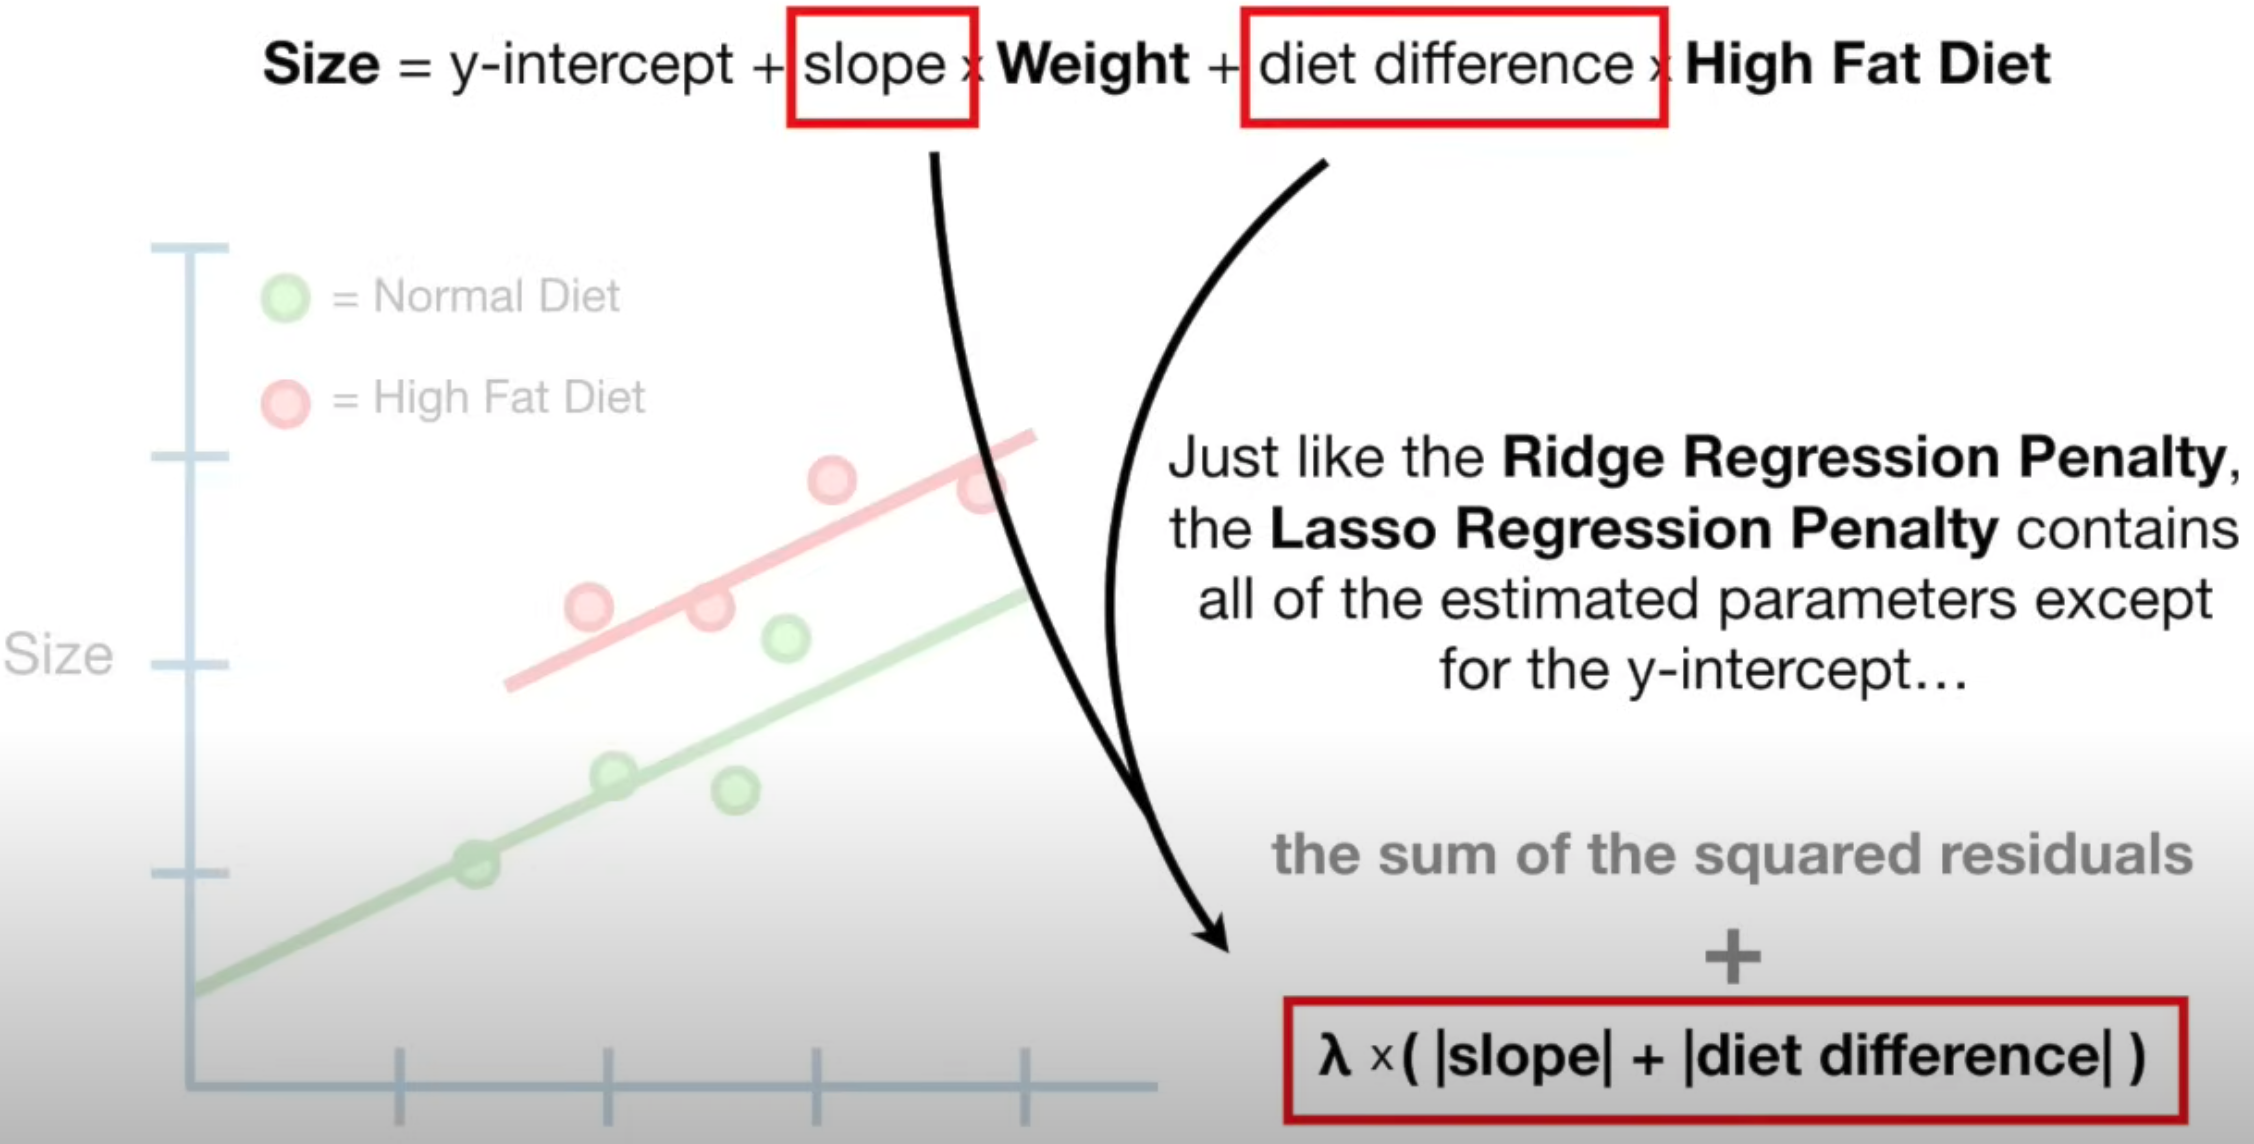 Size = y-intercept + slope x Weight + diet difference x High Fat Diet
= Normal Diet
= High Fat Diet
Size
Just like the Ridge Regression Penalty,
the Lasso Regression Penalty contains
all of the estimated parameters except
for the y-intercept…
the sum of the squared residuals
+
λ x ( |slope| + |diet difference| )